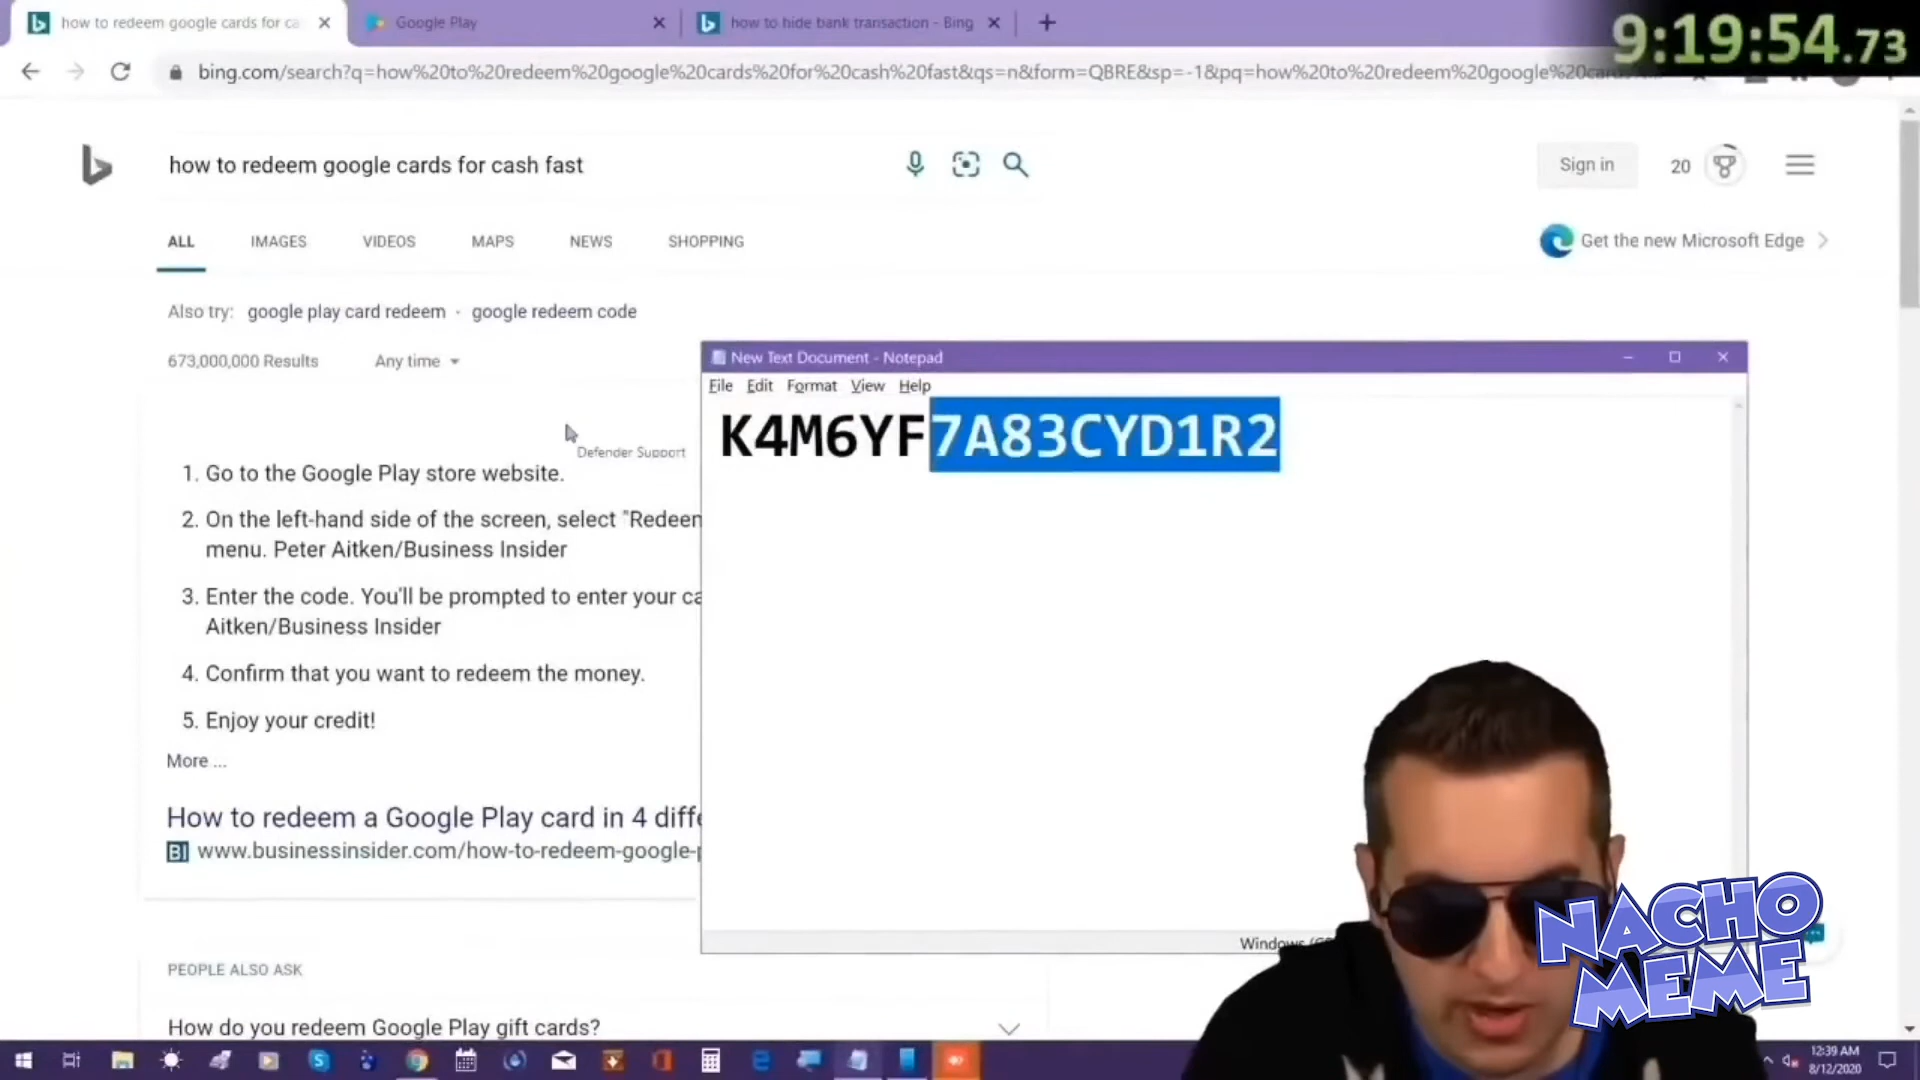 how to redeem google cards for ca
Google Play
how to hide bank transaction - Bing
9:19:54.73
bing.com/search?q=how%20to%20redeem%20google%20cards%20for%20cash%20fast&qs=n&form=QBRE&sp=-1&pq=how%20to%20redeem%20google%20cards%
how to redeem google cards for cash fast
Sign in
20
ALL
IMAGES
VIDEOS
MAPS
NEWS
SHOPPING
Get the new Microsoft Edge
Also try: google play card redeem · google redeem code
673,000,000 Results
Any time
New Text Document - Notepad
File Edit Format View Help
K4M6YF7A83CYD1R2
Defender Support
1. Go to the Google Play store website.
2. On the left-hand side of the screen, select "Redeem
menu. Peter Aitken/Business Insider
3. Enter the code. You'll be prompted to enter your ca
Aitken/Business Insider
4. Confirm that you want to redeem the money.
5. Enjoy your credit!
More ...
How to redeem a Google Play card in 4 diffe
BI
www.businessinsider.com/how-to-redeem-google-p
Windows
NACHO
MEME
PEOPLE ALSO ASK
How do you redeem Google Play gift cards?
12:39 AM
8/12/2020